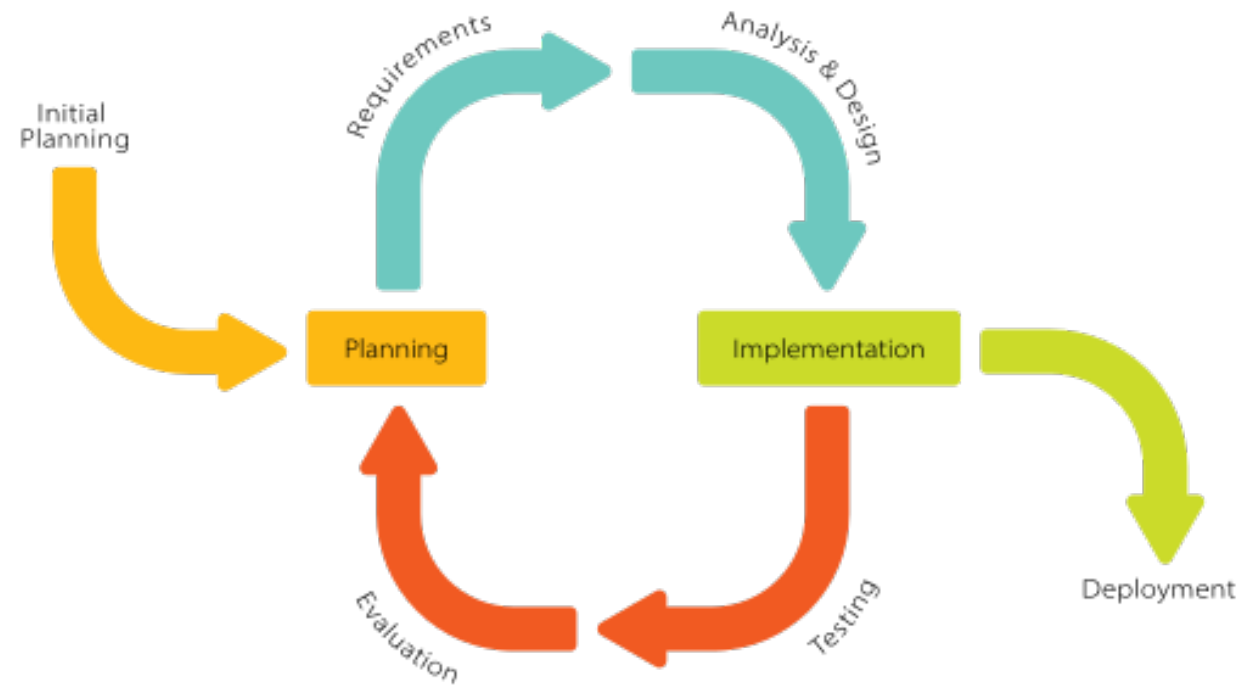 Requirements
Analysis & Design
Initial
Planning
Planning
Implementation
Evaluation
Testing
Deployment